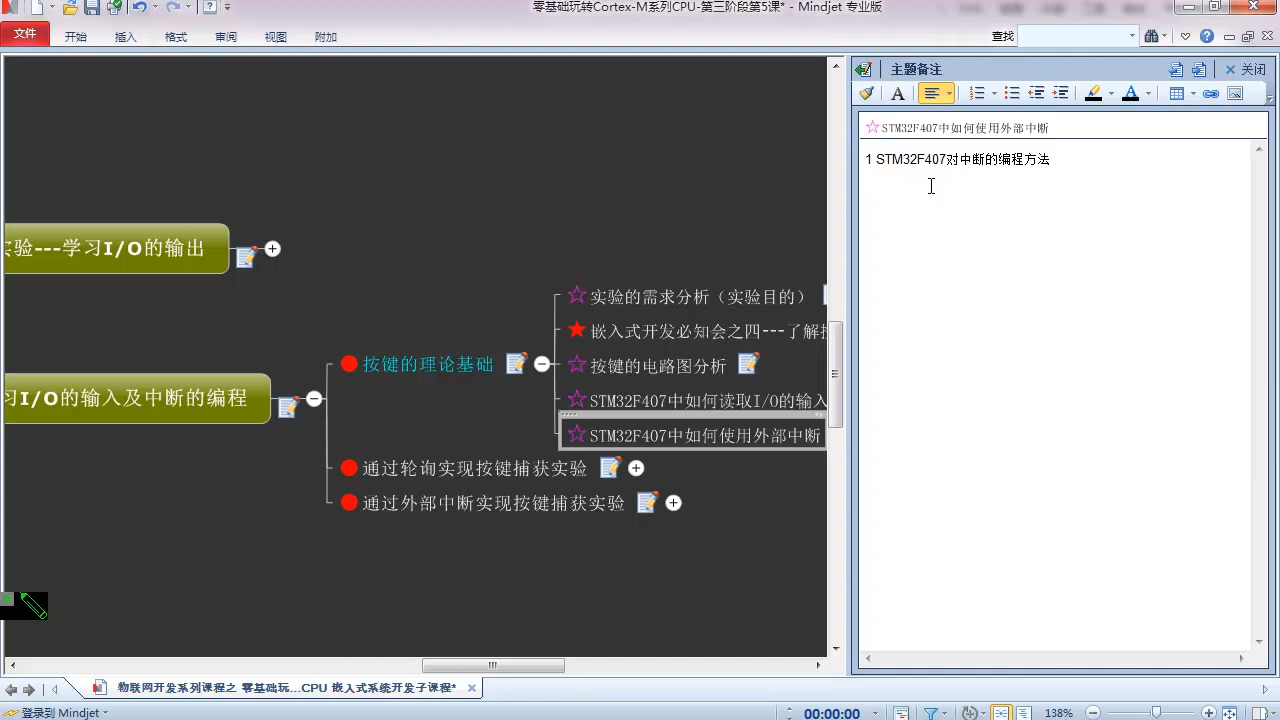 零基础玩转Cortex-M系列CPU-第三阶段第5课* - Mindjet 专业版
文件 开始 插入 格式 审阅 视图 附加 查找
主题备注 关闭
STM32F407中如何使用外部中断
1 STM32F407对中断的编程方法
实验---学习I/O的输出
实验的需求分析（实验目的）
嵌入式开发必知会之四---了解
按键的理论基础
按键的电路图分析
习I/O的输入及中断的编程
STM32F407中如何读取I/O的输入
STM32F407中如何使用外部中断
通过轮询实现按键捕获实验
通过外部中断实现按键捕获实验
物联网开发系列课程之 零基础玩...CPU 嵌入式系统开发子课程*
登录到 Mindjet 00:00:00 138%